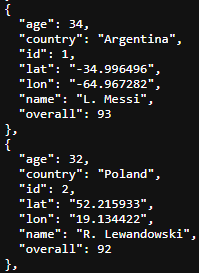 {
  "age": 34,
  "country": "Argentina",
  "id": 1,
  "lat": "-34.996496",
  "lon": "-64.967282",
  "name": "L. Messi",
  "overall": 93
},
{
  "age": 32,
  "country": "Poland",
  "id": 2,
  "lat": "52.215933",
  "lon": "19.134422",
  "name": "R. Lewandowski",
  "overall": 92
},